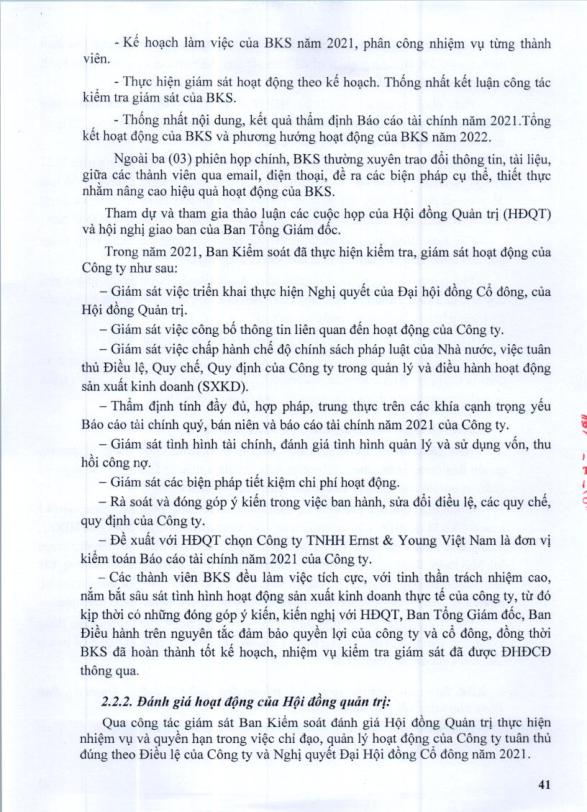 - Kế hoạch làm việc của BKS năm 2021, phân công nhiệm vụ từng thành
viên.
- Thực hiện giám sát hoạt động theo kế hoạch. Thống nhất kết luận công tác
kiểm tra giám sát của BKS.
- Thống nhất nội dung, kết quả thẩm định Báo cáo tài chính năm 2021.Tổng
kết hoạt động của BKS và phương hướng hoạt động của BKS năm 2022.
Ngoài ba (03) phiên họp chính, BKS thường xuyên trao đổi thông tin, tài liệu,
giữa các thành viên qua email, điện thoại, đề ra các biện pháp cụ thể, thiết thực
nhằm nâng cao hiệu quả hoạt động của BKS.
Tham dự và tham gia thảo luận các cuộc họp của Hội đồng Quản trị (HĐQT)
và hội nghị giao ban của Ban Tổng Giám đốc.
Trong năm 2021, Ban Kiểm soát đã thực hiện kiểm tra, giám sát hoạt động của
Công ty như sau:
– Giám sát việc triển khai thực hiện Nghị quyết của Đại hội đồng Cổ đông, của
Hội đồng Quản trị.
– Giám sát việc công bố thông tin liên quan đến hoạt động của Công ty.
– Giám sát việc chấp hành chế độ chính sách pháp luật của Nhà nước, việc tuân
thủ Điều lệ, Quy chế, Quy định của Công ty trong quản lý và điều hành hoạt động
sản xuất kinh doanh (SXKD).
– Thẩm định tính đầy đủ, hợp pháp, trung thực trên các khía cạnh trọng yếu
Báo cáo tài chính quý, bán niên và báo cáo tài chính năm 2021 của Công ty.
– Giám sát tình hình tài chính, đánh giá tình hình quản lý và sử dụng vốn, thu
hồi công nợ.
– Giám sát các biện pháp tiết kiệm chi phí hoạt động.
– Rà soát và đóng góp ý kiến trong việc ban hành, sửa đổi điều lệ, các quy chế,
quy định của Công ty.
– Đề xuất với HĐQT chọn Công ty TNHH Ernst & Young Việt Nam là đơn vị
kiểm toán Báo cáo tài chính năm 2021 của Công ty.
– Các thành viên BKS đều làm việc tích cực, với tinh thần trách nhiệm cao,
nắm bắt sâu sát tình hình hoạt động sản xuất kinh doanh thực tế của công ty, từ đó
kịp thời có những đóng góp ý kiến, kiến nghị với HĐQT, Ban Tổng Giám đốc, Ban
Điều hành trên nguyên tắc đảm bảo quyền lợi của công ty và cổ đông, đồng thời
BKS đã hoàn thành tốt kế hoạch, nhiệm vụ kiểm tra giám sát đã được ĐHĐCĐ
thông qua.
2.2.2. Đánh giá hoạt động của Hội đồng quản trị:
Qua công tác giám sát Ban Kiểm soát đánh giá Hội đồng Quản trị thực hiện
nhiệm vụ và quyền hạn trong việc chỉ đạo, quản lý hoạt động của Công ty tuân thủ
đúng theo Điều lệ của Công ty và Nghị quyết Đại Hội đồng Cổ đông năm 2021.
41